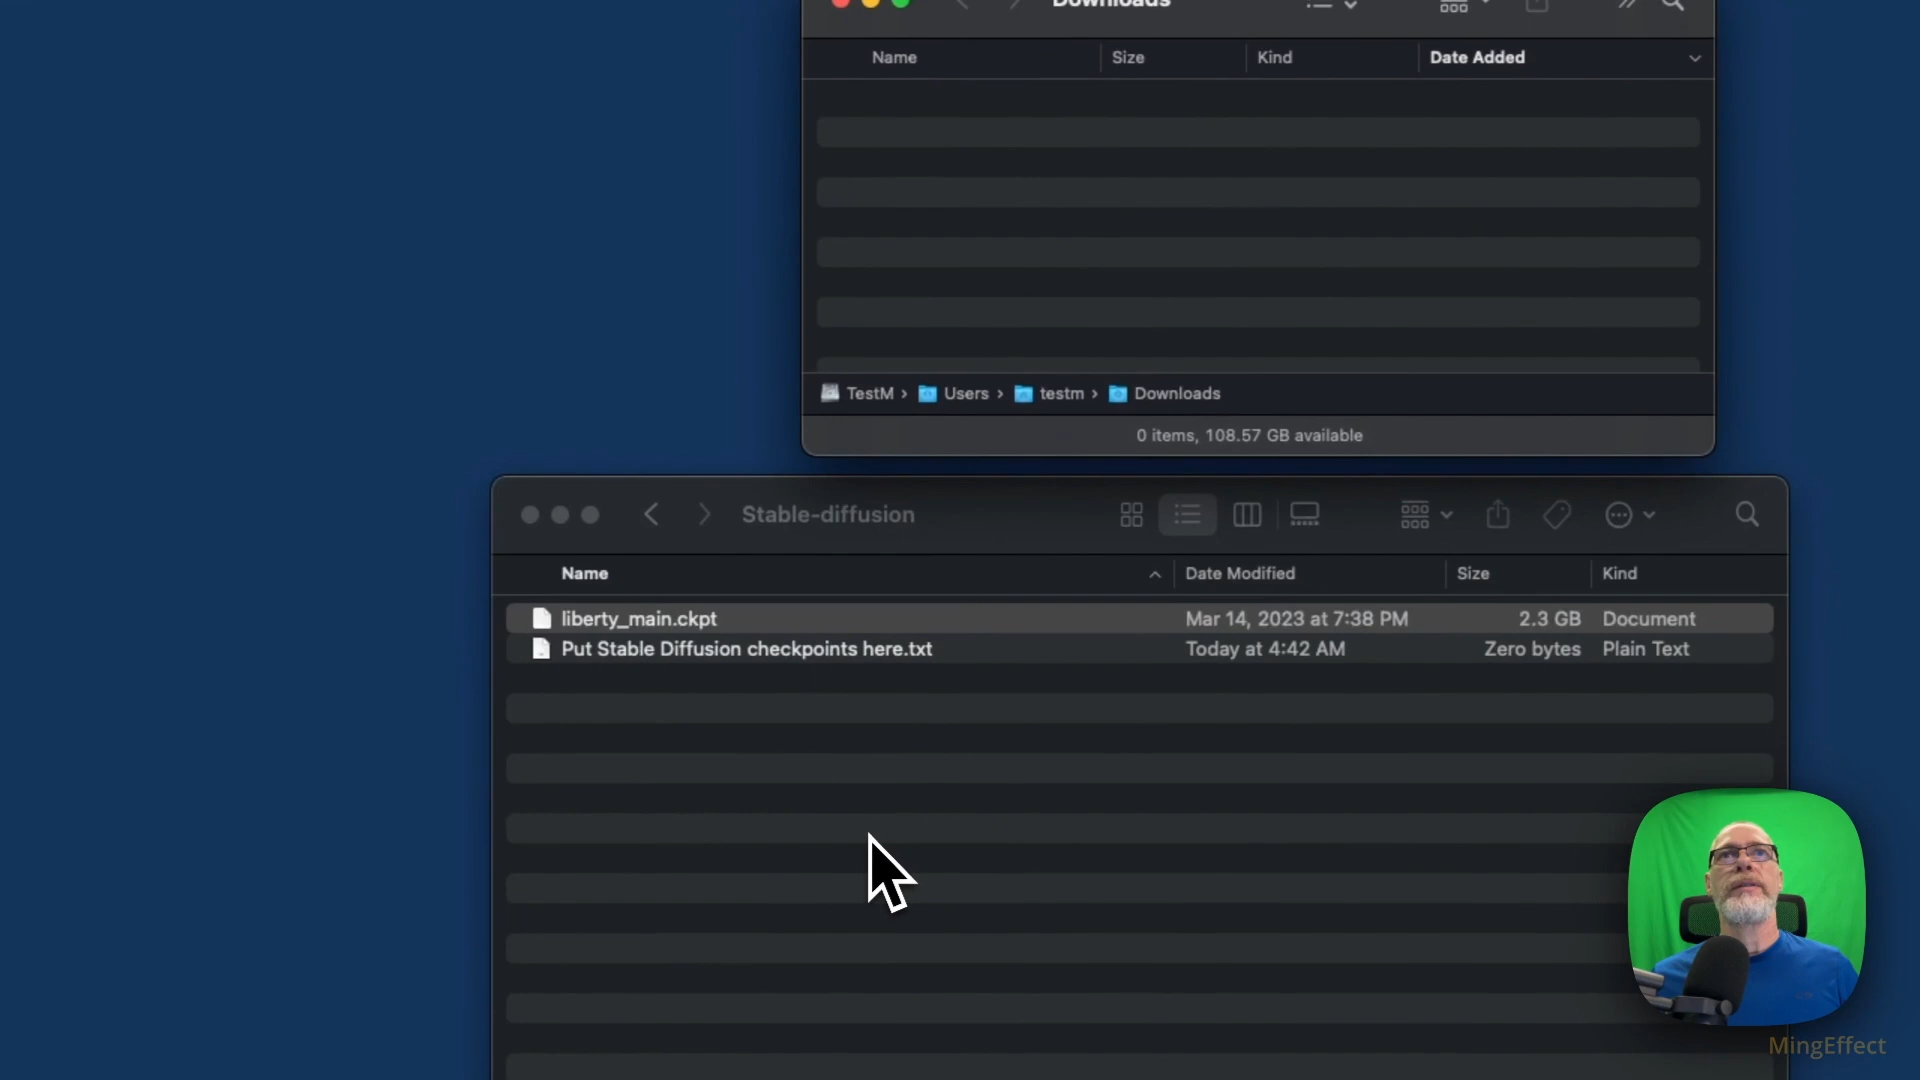 Downloads
Name Size Kind Date Added
TestM › Users › testm › Downloads
0 items, 108.57 GB available
Stable-diffusion
Name Date Modified Size Kind
liberty_main.ckpt Mar 14, 2023 at 7:38 PM 2.3 GB Document
Put Stable Diffusion checkpoints here.txt Today at 4:42 AM Zero bytes Plain Text
MingEffect